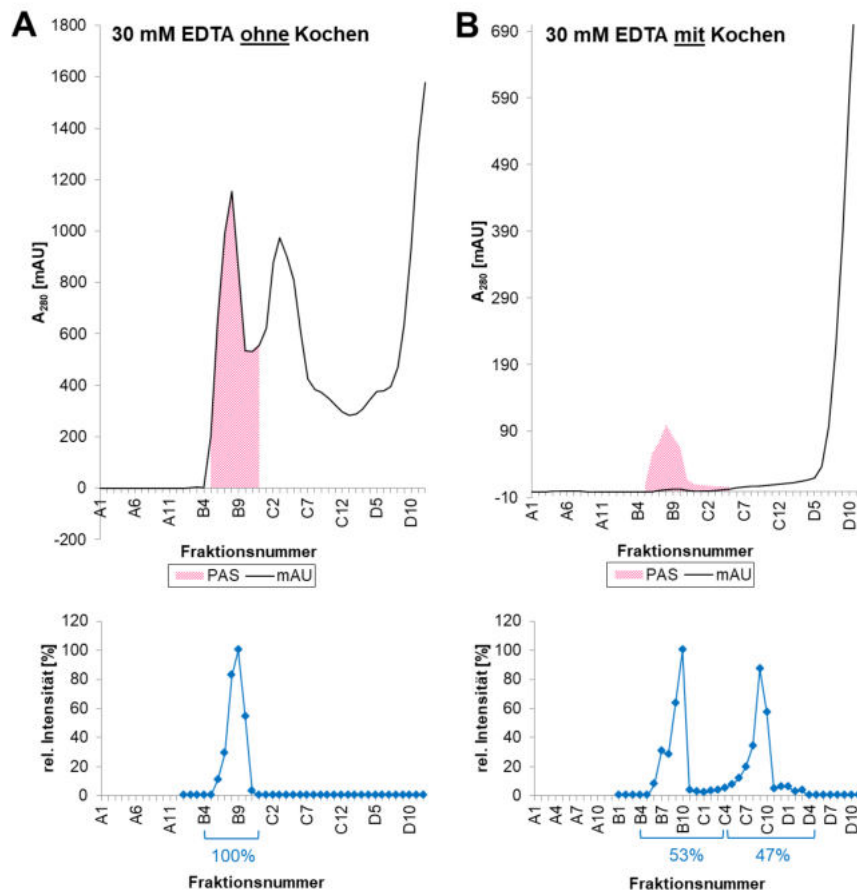 A
30 mM EDTA ohne Kochen
A₂₈₀ [mAU]
1800
1600
1400
1200
1000
800
600
400
200
0
-200
A1
A6
A11
B4
B9
C2
C7
C12
D5
D10
Fraktionsnummer
PAS mAU
B
30 mM EDTA mit Kochen
A₂₈₀ [mAU]
690
590
490
390
290
190
90
-10
A1
A6
A11
B4
B9
C2
C7
C12
D5
D10
Fraktionsnummer
PAS mAU
rel. Intensität [%]
120
100
80
60
40
20
0
A1
A6
A11
B4
B9
C2
C7
C12
D5
D10
100%
Fraktionsnummer
rel. Intensität [%]
120
100
80
60
40
20
0
A1
A4
A7
A10
B1
B4
B7
B10
C1
C4
C7
C10
D1
D4
D7
D10
53% 47%
Fraktionsnummer